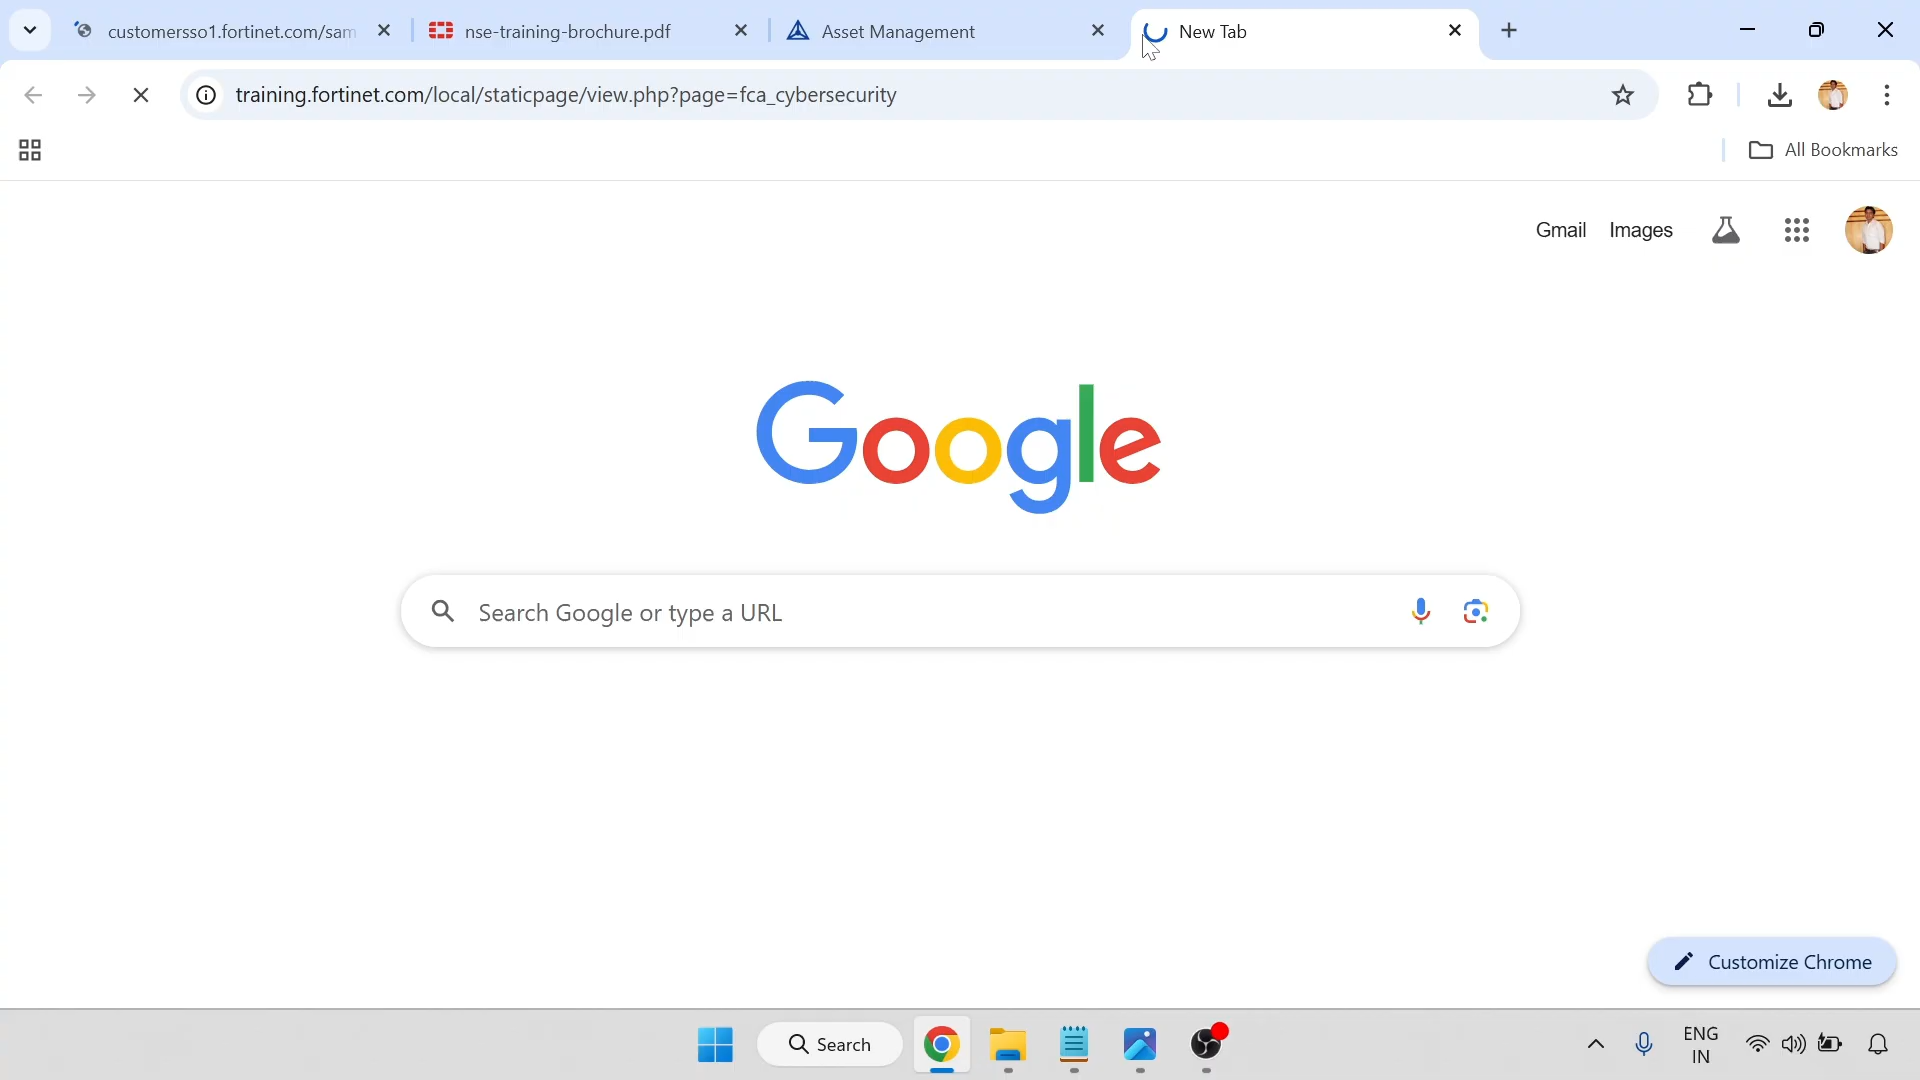 customersso1.fortinet.com/sam
nse-training-brochure.pdf
Asset Management
New Tab
training.fortinet.com/local/staticpage/view.php?page=fca_cybersecurity
All Bookmarks
Gmail
Images
Google
Search Google or type a URL
Customize Chrome
Search
ENG
IN